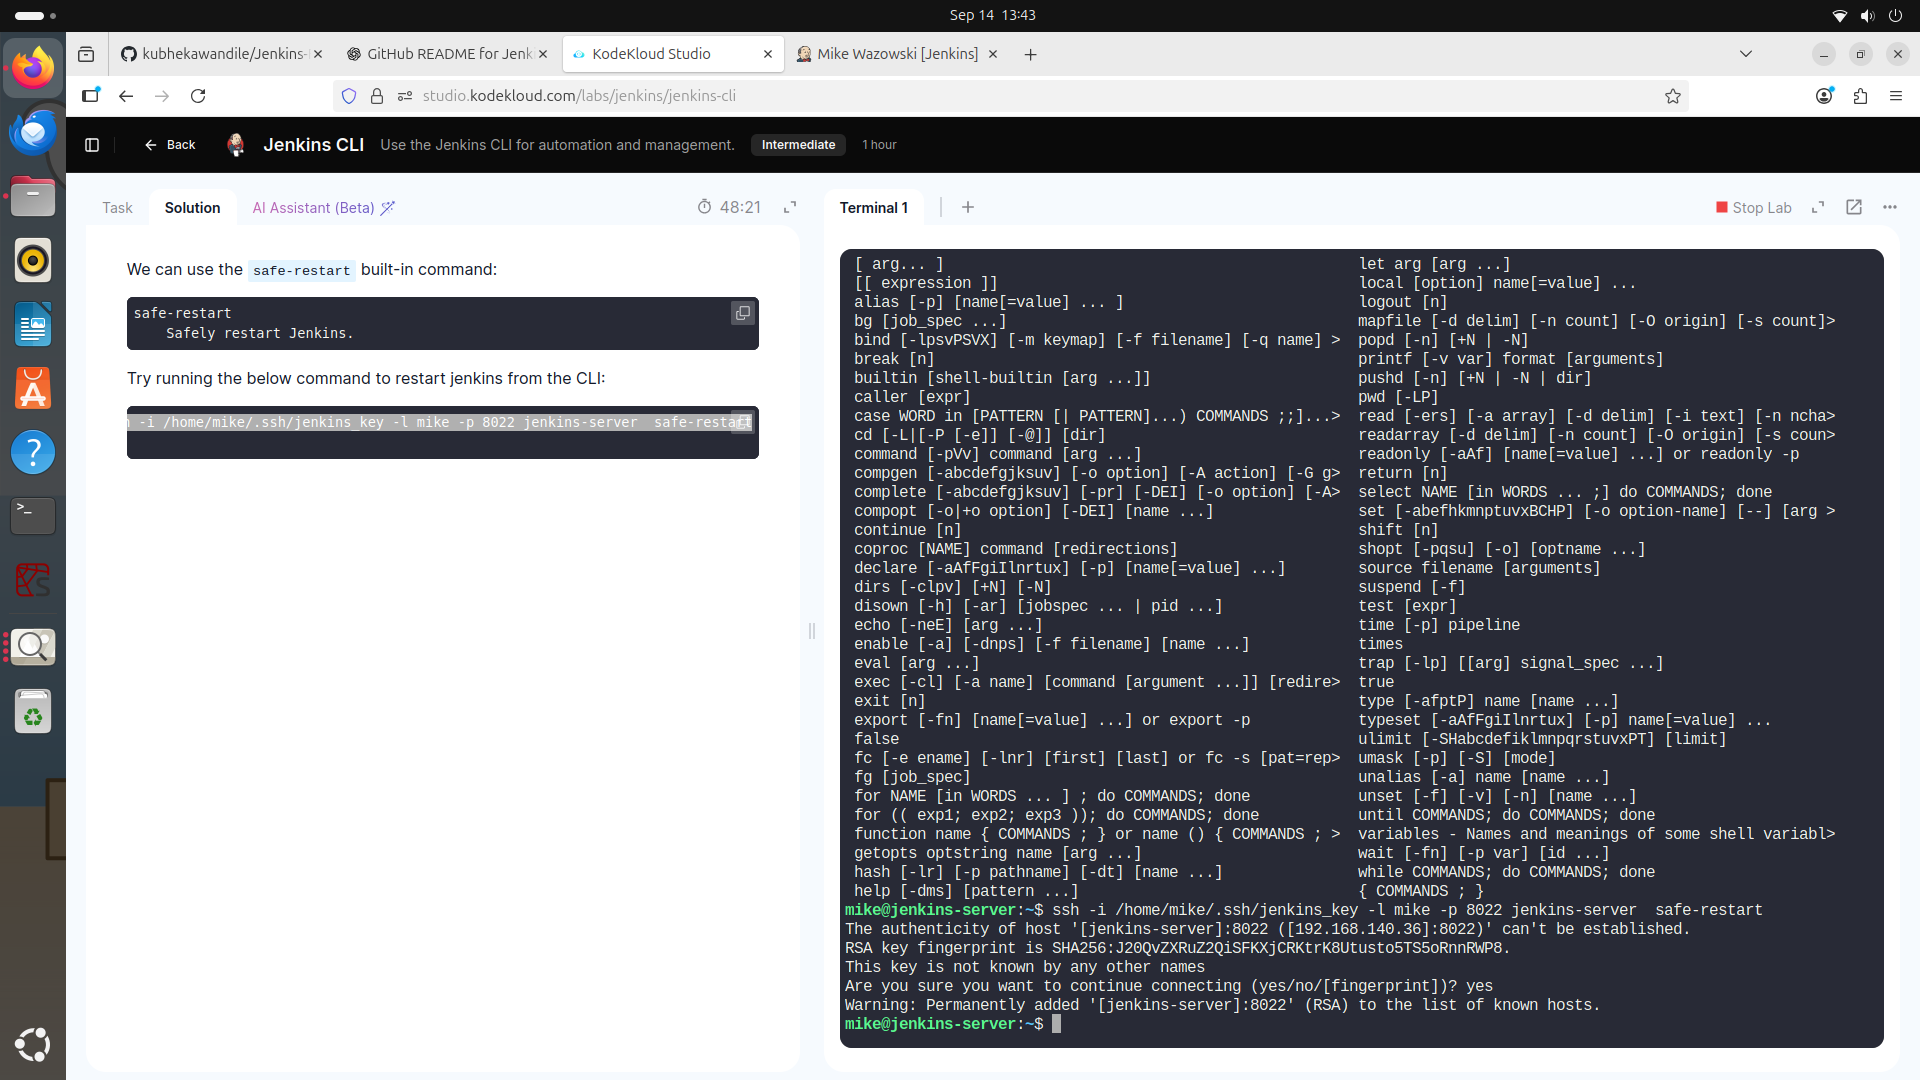 Sep 14 13:43
kubhekawandile/Jenkins-
GitHub README for Jenk
KodeKloud Studio
Mike Wazowski [Jenkins]
studio.kodekloud.com/labs/jenkins/jenkins-cli
Back
Jenkins CLI
Use the Jenkins CLI for automation and management.
Intermediate
1 hour
Task
Solution
AI Assistant (Beta)
48:21
Terminal 1
Stop Lab
We can use the safe-restart built-in command:
safe-restart
Safely restart Jenkins.
Try running the below command to restart jenkins from the CLI:
-i /home/mike/.ssh/jenkins_key -l mike -p 8022 jenkins-server  safe-restart
[ arg... ]
[[ expression ]]
alias [-p] [name[=value] ... ]
bg [job_spec ...]
bind [-lpsvPSVX] [-m keymap] [-f filename] [-q name] >
break [n]
builtin [shell-builtin [arg ...]]
caller [expr]
case WORD in [PATTERN [| PATTERN]...) COMMANDS ;;]...>
cd [-L|[-P [-e]] [-@]] [dir]
command [-pVv] command [arg ...]
compgen [-abcdefgjksuv] [-o option] [-A action] [-G g>
complete [-abcdefgjksuv] [-pr] [-DEI] [-o option] [-A>
compopt [-o|+o option] [-DEI] [name ...]
continue [n]
coproc [NAME] command [redirections]
declare [-aAfFgiIlnrtux] [-p] [name[=value] ...]
dirs [-clpv] [+N] [-N]
disown [-h] [-ar] [jobspec ... | pid ...]
echo [-neE] [arg ...]
enable [-a] [-dnps] [-f filename] [name ...]
eval [arg ...]
exec [-cl] [-a name] [command [argument ...]] [redire>
exit [n]
export [-fn] [name[=value] ...] or export -p
false
fc [-e ename] [-lnr] [first] [last] or fc -s [pat=rep>
fg [job_spec]
for NAME [in WORDS ... ] ; do COMMANDS; done
for (( exp1; exp2; exp3 )); do COMMANDS; done
function name { COMMANDS ; } or name () { COMMANDS ; >
getopts optstring name [arg ...]
hash [-lr] [-p pathname] [-dt] [name ...]
help [-dms] [pattern ...]
let arg [arg ...]
local [option] name[=value] ...
logout [n]
mapfile [-d delim] [-n count] [-O origin] [-s count]>
popd [-n] [+N | -N]
printf [-v var] format [arguments]
pushd [-n] [+N | -N | dir]
pwd [-LP]
read [-ers] [-a array] [-d delim] [-i text] [-n ncha>
readarray [-d delim] [-n count] [-O origin] [-s coun>
readonly [-aAf] [name[=value] ...] or readonly -p
return [n]
select NAME [in WORDS ... ;] do COMMANDS; done
set [-abefhkmnptuvxBCHP] [-o option-name] [--] [arg >
shift [n]
shopt [-pqsu] [-o] [optname ...]
source filename [arguments]
suspend [-f]
test [expr]
time [-p] pipeline
times
trap [-lp] [[arg] signal_spec ...]
true
type [-afptP] name [name ...]
typeset [-aAfFgiIlnrtux] [-p] name[=value] ...
ulimit [-SHabcdefiklmnpqrstuvxPT] [limit]
umask [-p] [-S] [mode]
unalias [-a] name [name ...]
unset [-f] [-v] [-n] [name ...]
until COMMANDS; do COMMANDS; done
variables - Names and meanings of some shell variabl>
wait [-fn] [-p var] [id ...]
while COMMANDS; do COMMANDS; done
{ COMMANDS ; }
mike@jenkins-server:~$ ssh -i /home/mike/.ssh/jenkins_key -l mike -p 8022 jenkins-server  safe-restart
The authenticity of host '[jenkins-server]:8022 ([192.168.140.36]:8022)' can't be established.
RSA key fingerprint is SHA256:J20QvZXRuZ2QiSFKXjCRKtrK8Utusto5TS5oRnnRWP8.
This key is not known by any other names
Are you sure you want to continue connecting (yes/no/[fingerprint])? yes
Warning: Permanently added '[jenkins-server]:8022' (RSA) to the list of known hosts.
mike@jenkins-server:~$